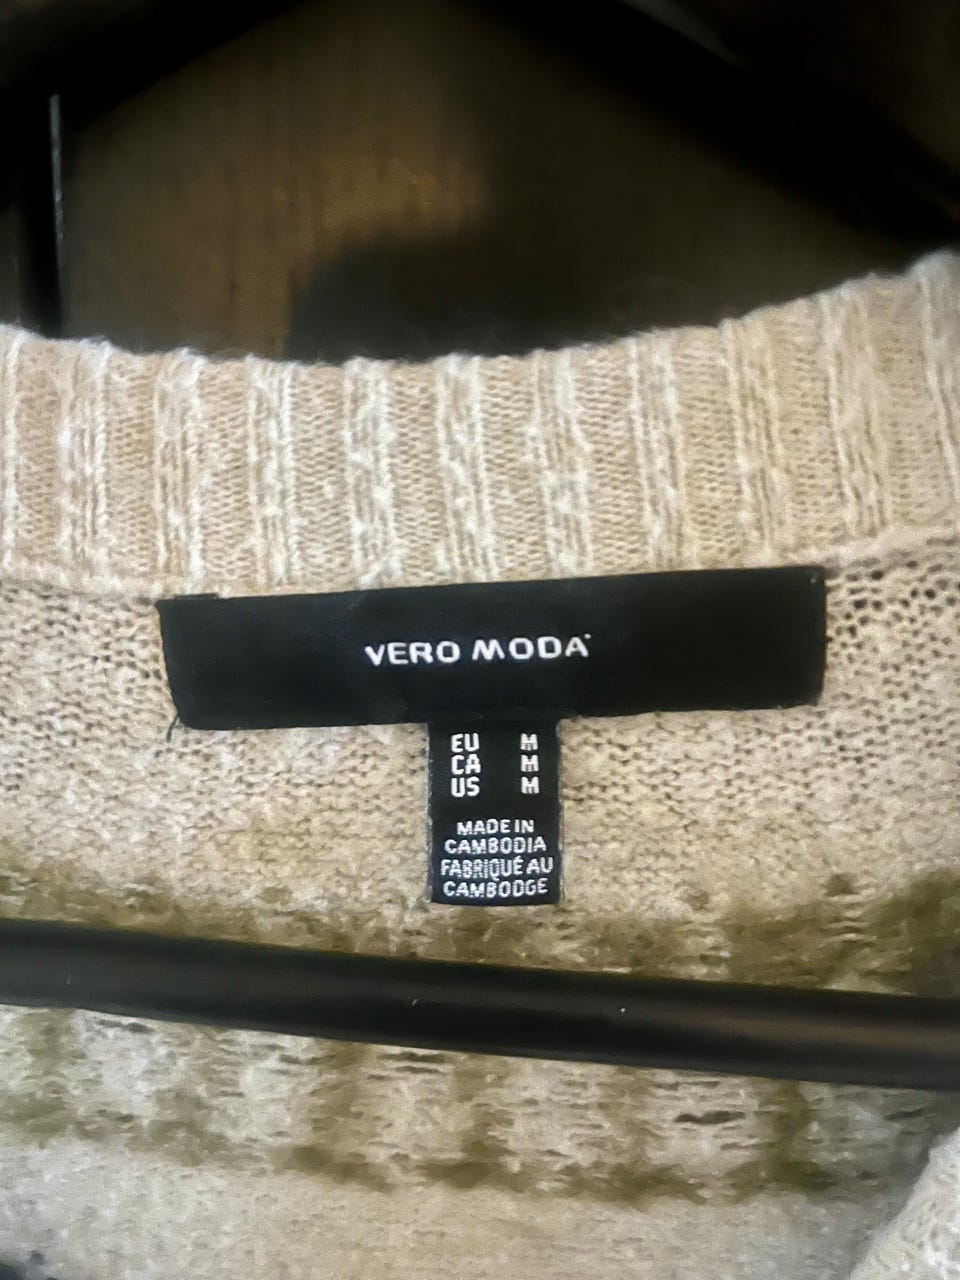 VERO MODA
EU M
CA M
US M
MADE IN
CAMBODIA
FABRIQUÉ AU
CAMBODGE